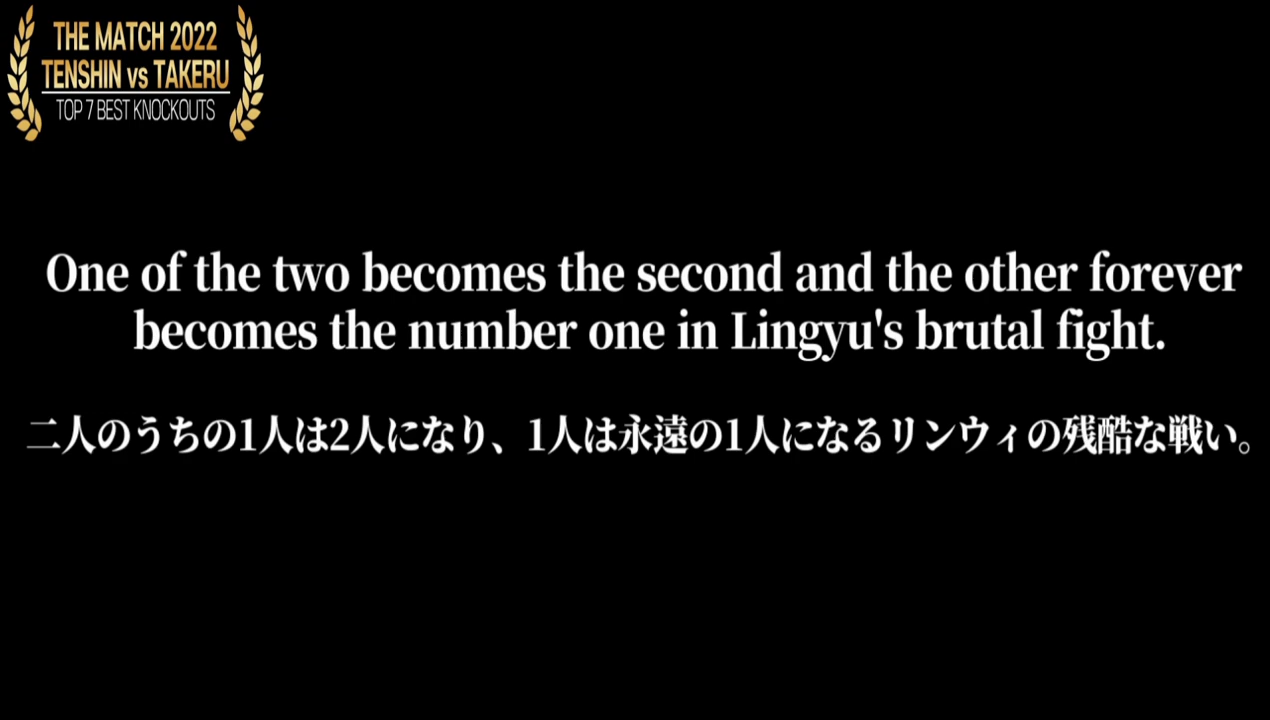 THE MATCH 2022
TENSHIN vs TAKERU
TOP 7 BEST KNOCKOUTS
One of the two becomes the second and the other forever
becomes the number one in Lingyu's brutal fight.
二人のうちの1人は2人になり、1人は永遠の1人になるリンウィの残酷な戦い。